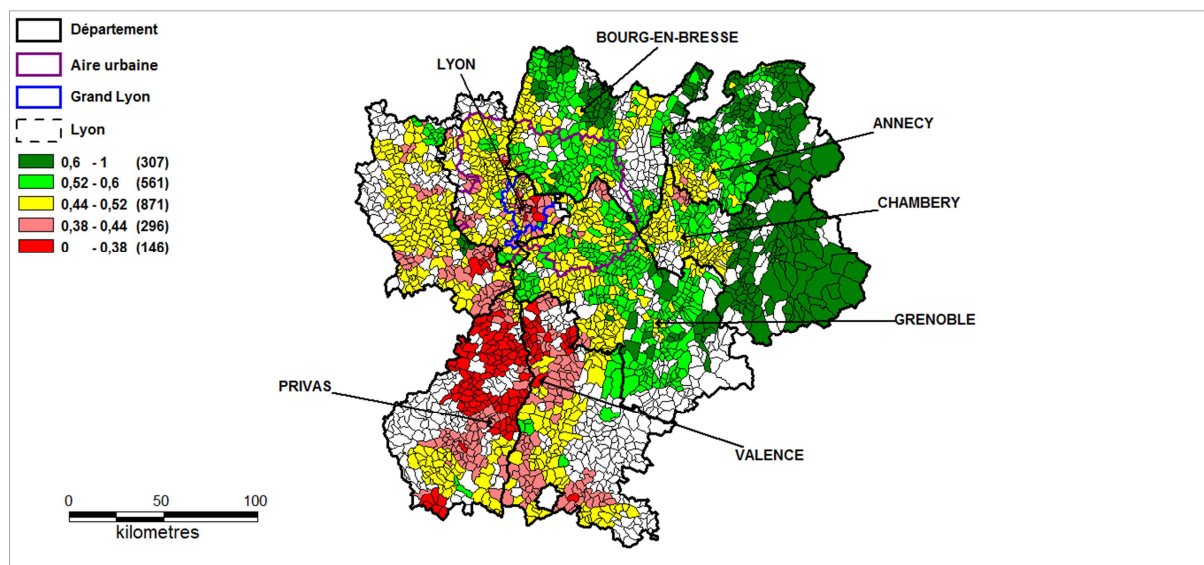 Département
Aire urbaine
Grand Lyon
Lyon
0,6 - 1 (307)
0,52 - 0,6 (561)
0,44 - 0,52 (871)
0,38 - 0,44 (296)
0 - 0,38 (146)
BOURG-EN-BRESSE
LYON
ANNECY
CHAMBERY
GRENOBLE
PRIVAS
VALENCE
0 50 100
kilometres